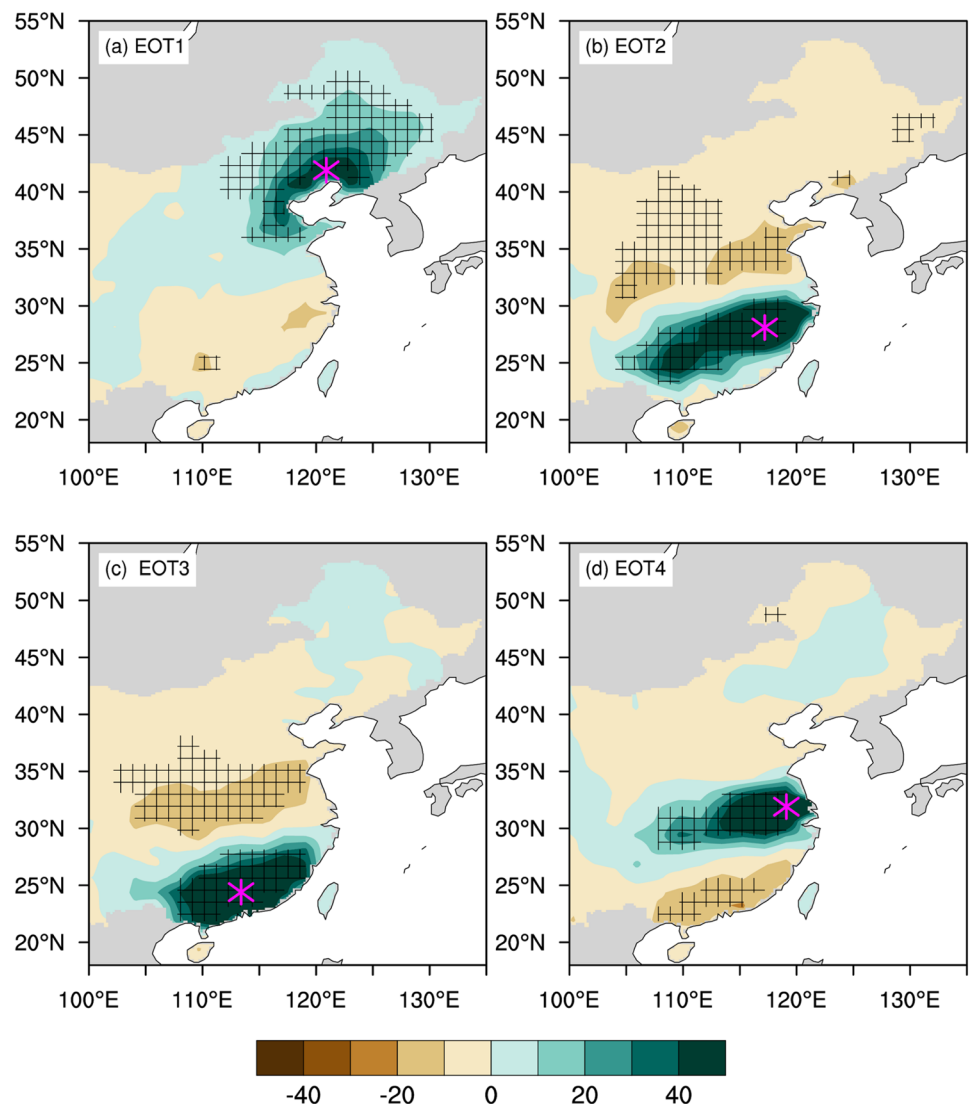 55°N 55°N
(a) EOT1 (b) EOT2
50°N 50°N
45°N 45°N
40°N 40°N
35°N 35°N
30°N 30°N
25°N 25°N
20°N 20°N
100°E 110°E 120°E 130°E 100°E 110°E 120°E 130°E
55°N 55°N
(c) EOT3 (d) EOT4
50°N 50°N
45°N 45°N
40°N 40°N
35°N 35°N
30°N 30°N
25°N 25°N
20°N 20°N
100°E 110°E 120°E 130°E 100°E 110°E 120°E 130°E
-40 -20 0 20 40